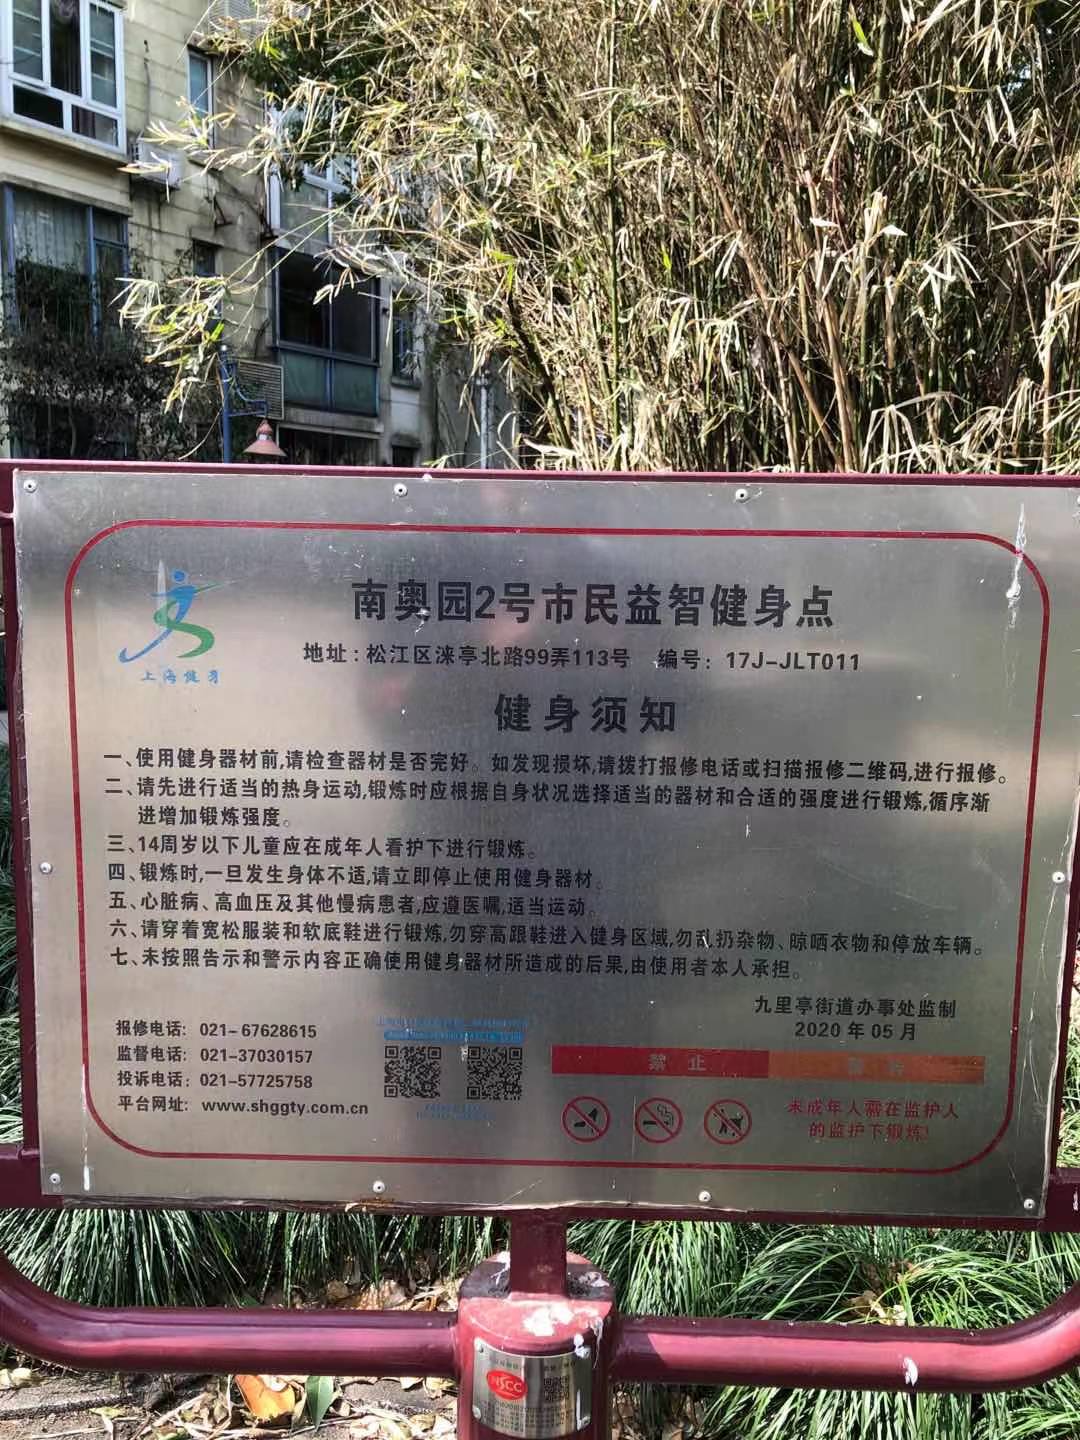 上海健身
南奥园2号市民益智健身点
地址：松江区涞亭北路99弄113号 编号：17J-JLT011
健身须知
一、使用健身器材前,请检查器材是否完好。如发现损坏,请拨打报修电话或扫描报修二维码,进行报修。
二、请先进行适当的热身运动,锻炼时应根据自身状况选择适当的器材和合适的强度进行锻炼,循序渐
进增加锻炼强度。
三、14周岁以下儿童应在成年人看护下进行锻炼。
四、锻炼时,一旦发生身体不适,请立即停止使用健身器材。
五、心脏病、高血压及其他慢病患者,应遵医嘱,适当运动。
六、请穿着宽松服装和软底鞋进行锻炼,勿穿高跟鞋进入健身区域,勿乱扔杂物、晾晒衣物和停放车辆。
七、未按照告示和警示内容正确使用健身器材所造成的后果,由使用者本人承担。
九里亭街道办事处监制
2020年05月
报修电话：021-67628615
监督电话：021-37030157
投诉电话：021-57725758
平台网址：www.shggty.com.cn
禁止
未成年人需在监护人
的监护下锻炼!
NSCC